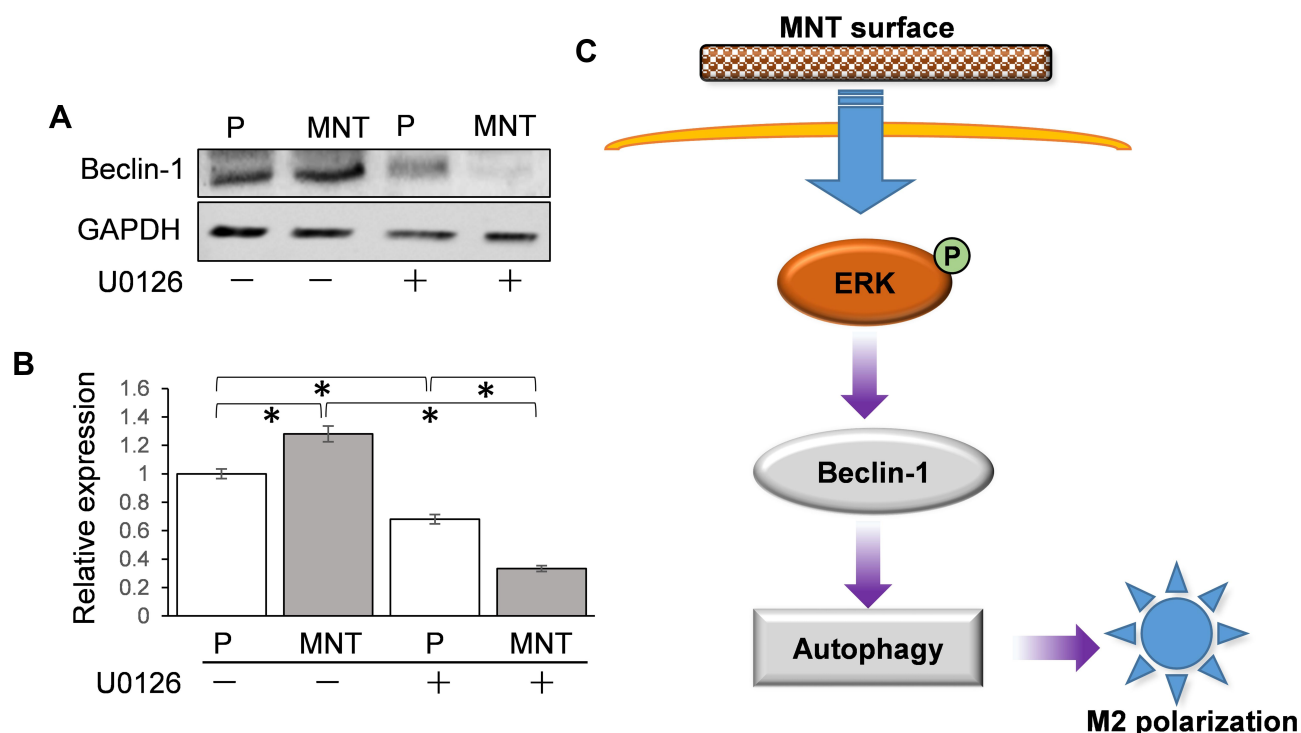 A
P MNT P MNT
Beclin-1
GAPDH
U0126 − − + +
B
Relative expression
1.6
1.4
1.2
1
0.8
0.6
0.4
0.2
0
* *
* *
P MNT P MNT
U0126 − − + +
C
MNT surface
P
ERK
Beclin-1
Autophagy
M2 polarization